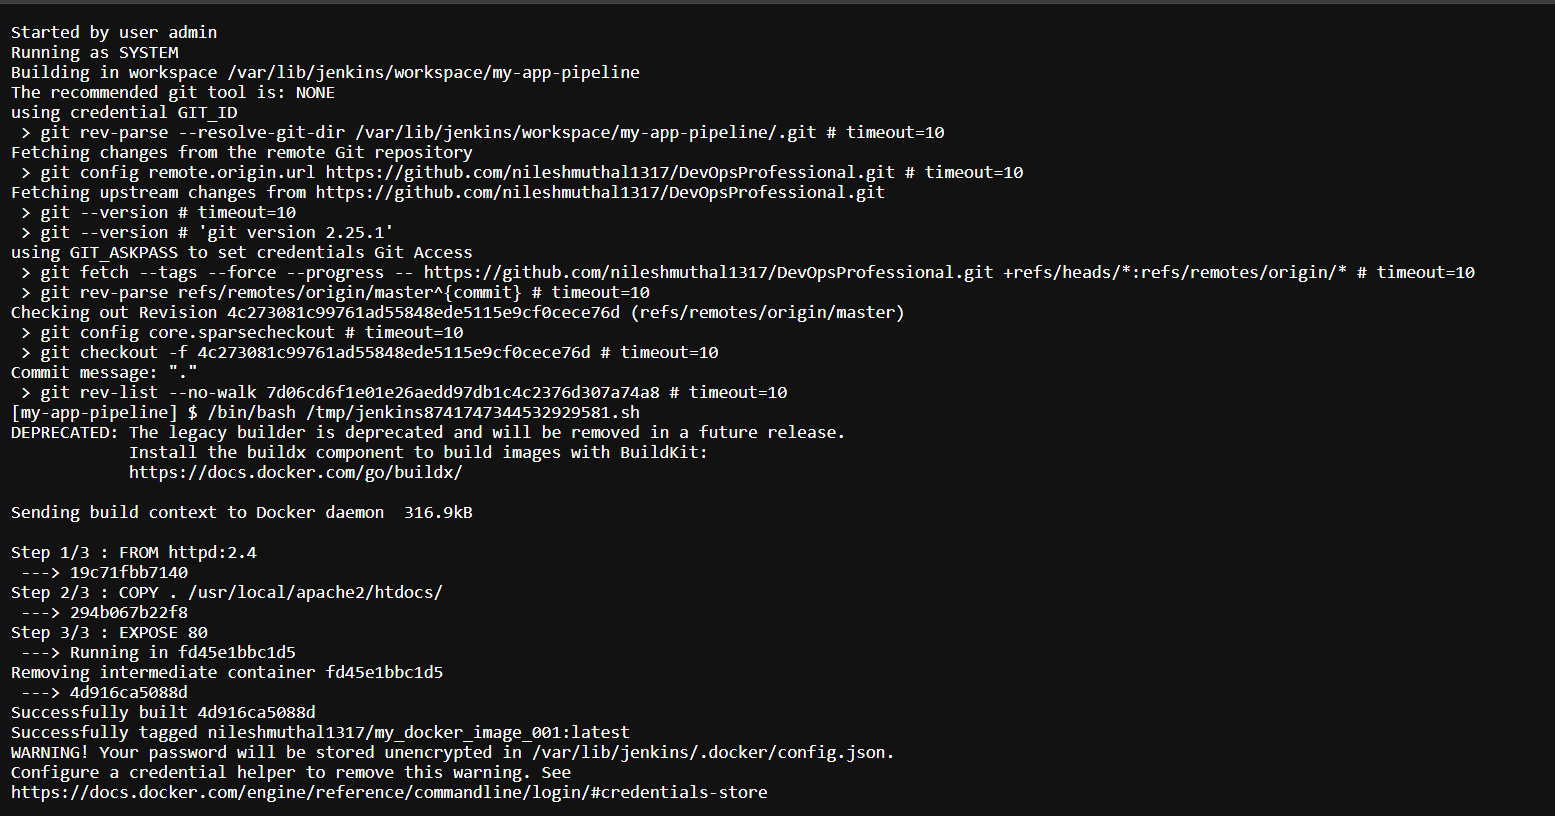 Started by user admin
Running as SYSTEM
Building in workspace /var/lib/jenkins/workspace/my-app-pipeline
The recommended git tool is: NONE
using credential GIT_ID
 > git rev-parse --resolve-git-dir /var/lib/jenkins/workspace/my-app-pipeline/.git # timeout=10
Fetching changes from the remote Git repository
 > git config remote.origin.url https://github.com/nileshmuthal1317/DevOpsProfessional.git # timeout=10
Fetching upstream changes from https://github.com/nileshmuthal1317/DevOpsProfessional.git
 > git --version # timeout=10
 > git --version # 'git version 2.25.1'
using GIT_ASKPASS to set credentials Git Access
 > git fetch --tags --force --progress -- https://github.com/nileshmuthal1317/DevOpsProfessional.git +refs/heads/*:refs/remotes/origin/* # timeout=10
 > git rev-parse refs/remotes/origin/master^{commit} # timeout=10
Checking out Revision 4c273081c99761ad55848ede5115e9cf0cece76d (refs/remotes/origin/master)
 > git config core.sparsecheckout # timeout=10
 > git checkout -f 4c273081c99761ad55848ede5115e9cf0cece76d # timeout=10
Commit message: "."
 > git rev-list --no-walk 7d06cd6f1e01e26aedd97db1c4c2376d307a74a8 # timeout=10
[my-app-pipeline] $ /bin/bash /tmp/jenkins8741747344532929581.sh
DEPRECATED: The legacy builder is deprecated and will be removed in a future release.
            Install the buildx component to build images with BuildKit:
            https://docs.docker.com/go/buildx/
Sending build context to Docker daemon  316.9kB
Step 1/3 : FROM httpd:2.4
 ---> 19c71fbb7140
Step 2/3 : COPY . /usr/local/apache2/htdocs/
 ---> 294b067b22f8
Step 3/3 : EXPOSE 80
 ---> Running in fd45e1bbc1d5
Removing intermediate container fd45e1bbc1d5
 ---> 4d916ca5088d
Successfully built 4d916ca5088d
Successfully tagged nileshmuthal1317/my_docker_image_001:latest
WARNING! Your password will be stored unencrypted in /var/lib/jenkins/.docker/config.json.
Configure a credential helper to remove this warning. See
https://docs.docker.com/engine/reference/commandline/login/#credentials-store